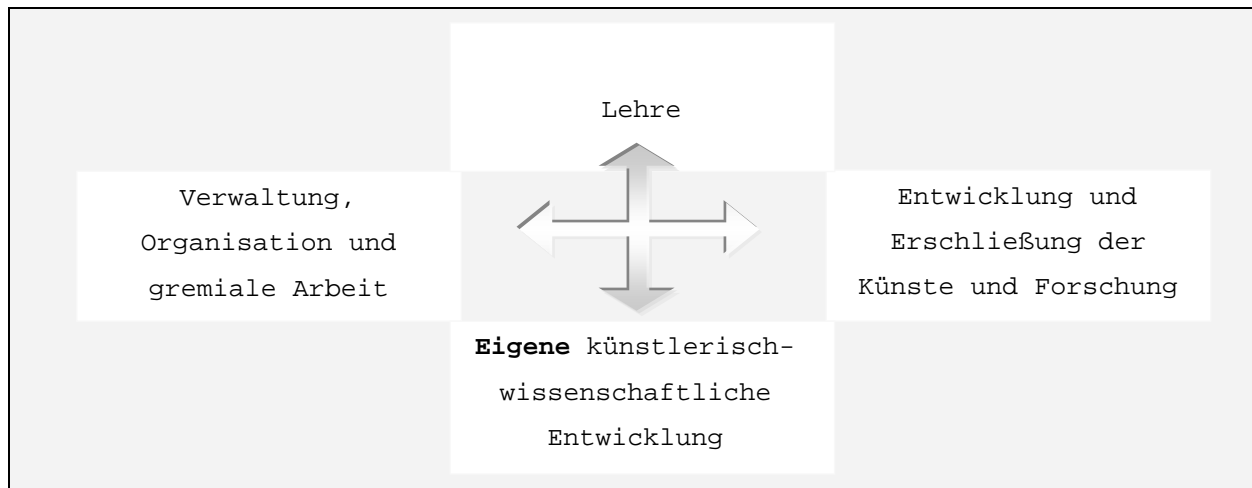 Lehre
Verwaltung,
Organisation und
gremiale Arbeit
Entwicklung und
Erschließung der
Künste und Forschung
Eigene künstlerisch-
wissenschaftliche
Entwicklung